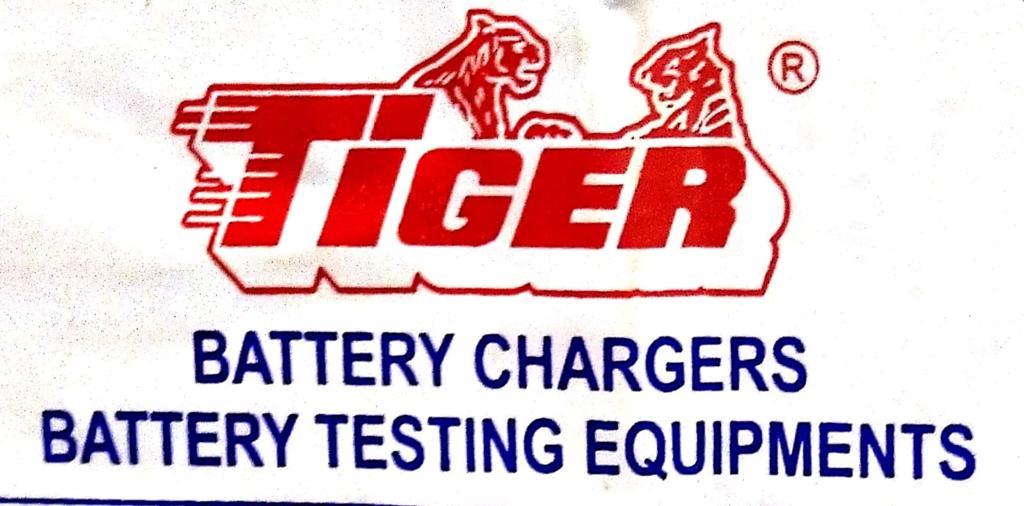 TIGER ®
BATTERY CHARGERS
BATTERY TESTING EQUIPMENTS